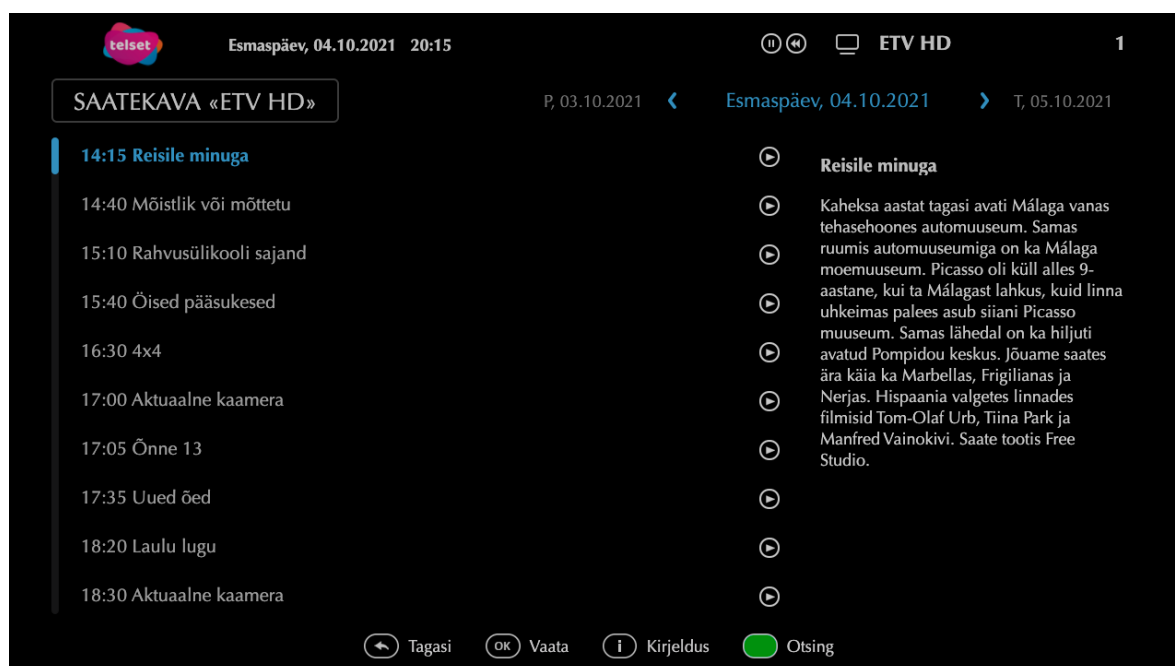 telset
Esmaspäev, 04.10.2021 20:15
ETV HD
1
SAATEKAVA «ETV HD»
P, 03.10.2021
Esmaspäev, 04.10.2021
T, 05.10.2021
14:15 Reisile minuga
14:40 Mõistlik või mõttetu
15:10 Rahvusülikooli sajand
15:40 Öised pääsukesed
16:30 4x4
17:00 Aktuaalne kaamera
17:05 Õnne 13
17:35 Uued õed
18:20 Laulu lugu
18:30 Aktuaalne kaamera
Reisile minuga
Kaheksa aastat tagasi avati Málaga vanas
tehasehoones automuuseum. Samas
ruumis automuuseumiga on ka Málaga
moemuuseum. Picasso oli küll alles 9-
aastane, kui ta Málagast lahkus, kuid linna
uhkeimas palees asub siiani Picasso
muuseum. Samas lähedal on ka hiljuti
avatud Pompidou keskus. Jõuame saates
ära käia ka Marbellas, Frigilianas ja
Nerjas. Hispaania valgetes linnades
filmisid Tom-Olaf Urb, Tiina Park ja
Manfred Vainokivi. Saate tootis Free
Studio.
Tagasi
OK Vaata
i Kirjeldus
Otsing